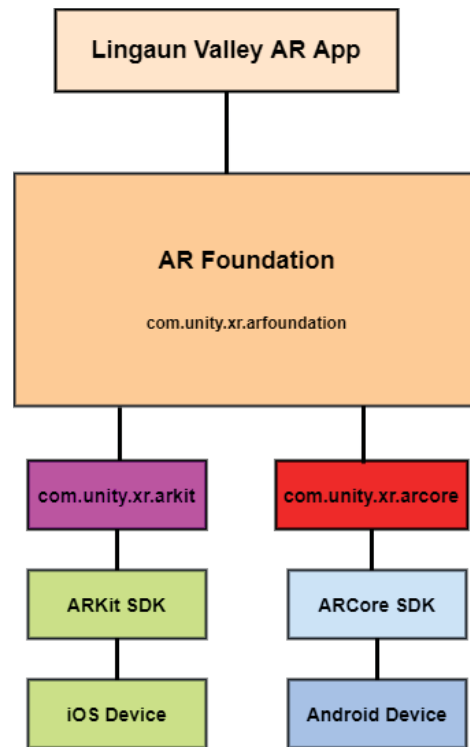 Lingaun Valley AR App
AR Foundation
com.unity.xr.arfoundation
com.unity.xr.arkit
com.unity.xr.arcore
ARKit SDK
ARCore SDK
iOS Device
Android Device